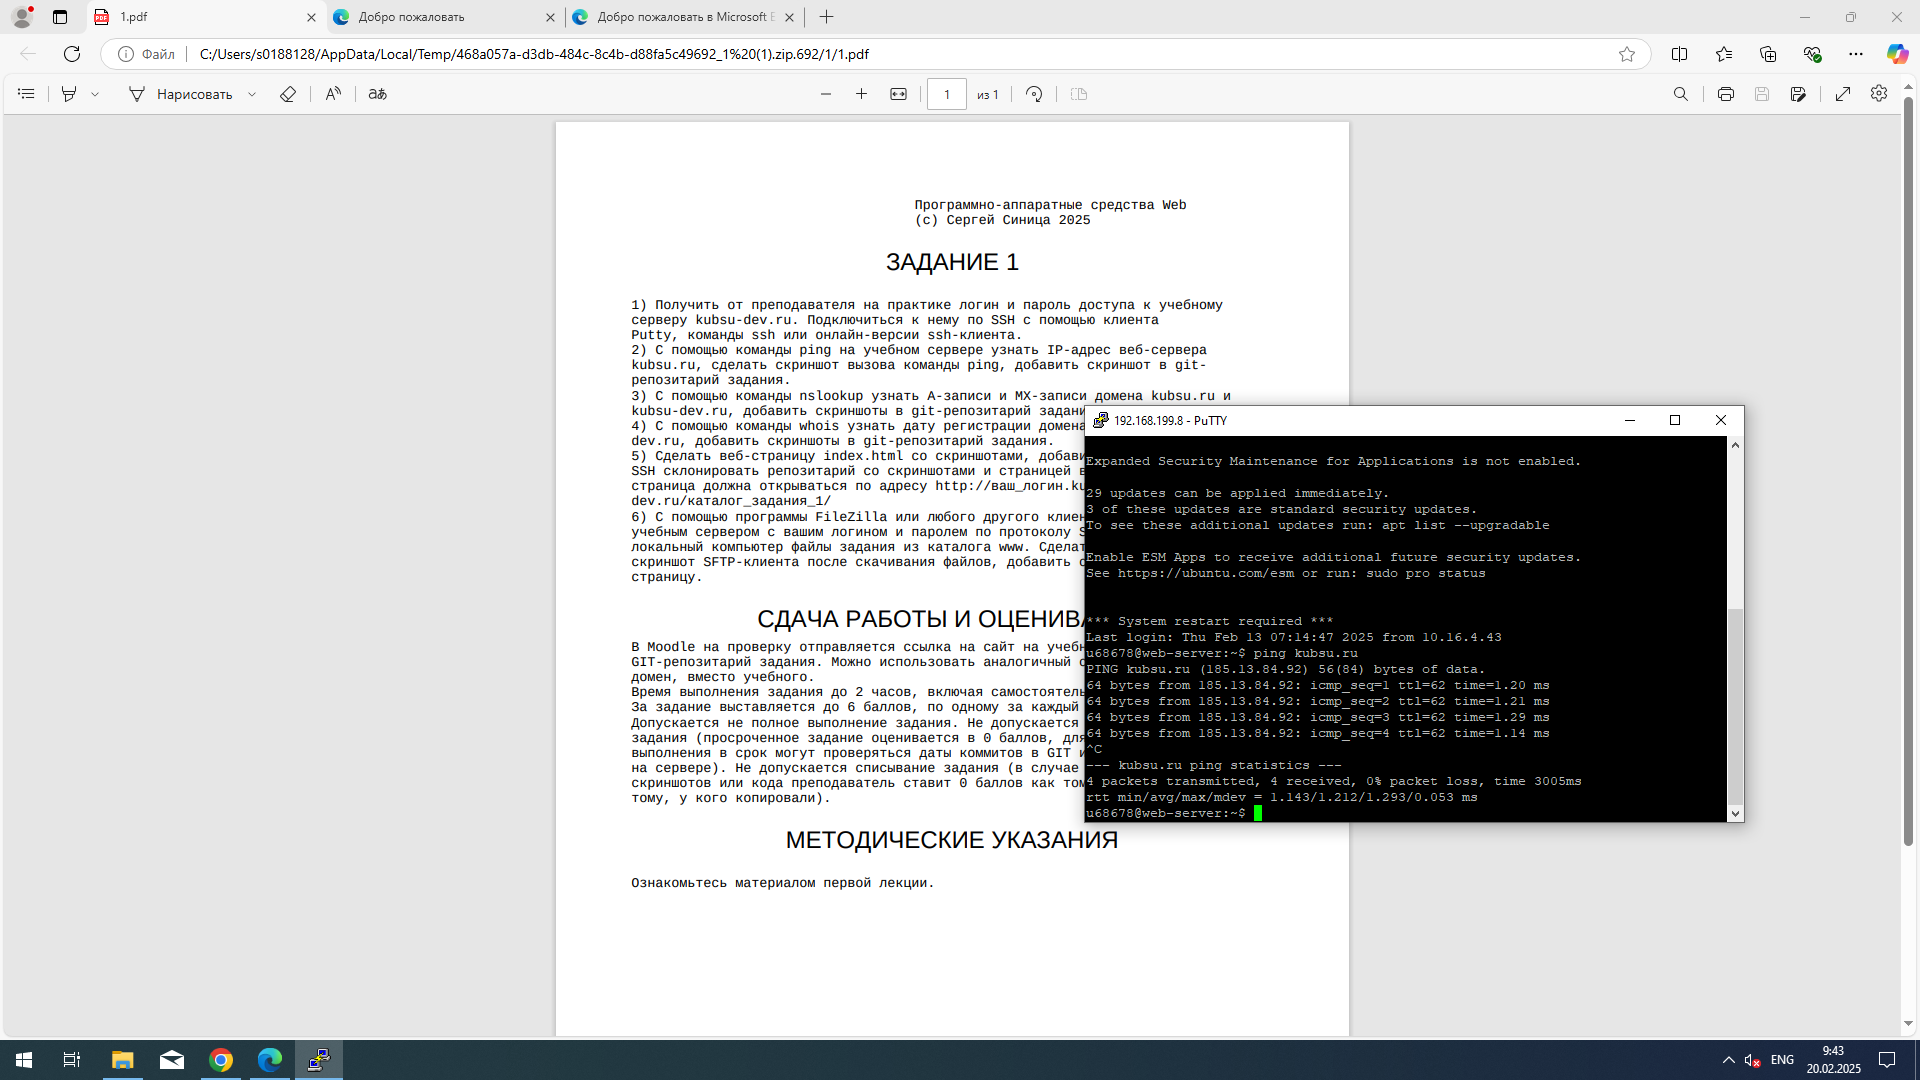 1.pdf
Добро пожаловать
Добро пожаловать в Microsoft E
Файл
C:/Users/s0188128/AppData/Local/Temp/468a057a-d3db-484c-8c4b-d88fa5c49692_1%20(1).zip.692/1/1.pdf
Нарисовать
аあ
1
из 1
Программно-аппаратные средства Web
(c) Сергей Синица 2025
ЗАДАНИЕ 1
1) Получить от преподавателя на практике логин и пароль доступа к учебному
серверу kubsu-dev.ru. Подключиться к нему по SSH с помощью клиента
Putty, команды ssh или онлайн-версии ssh-клиента.
2) С помощью команды ping на учебном сервере узнать IP-адрес веб-сервера
kubsu.ru, сделать скриншот вызова команды ping, добавить скриншот в git-
репозитарий задания.
3) С помощью команды nslookup узнать А-записи и MX-записи домена kubsu.ru и
kubsu-dev.ru, добавить скриншоты в git-репозитарий задани
4) С помощью команды whois узнать дату регистрации домена
dev.ru, добавить скриншоты в git-репозитарий задания.
5) Сделать веб-страницу index.html со скриншотами, добави
SSH склонировать репозитарий со скриншотами и страницей в
страница должна открываться по адресу http://ваш_логин.ku
dev.ru/каталог_задания_1/
6) С помощью программы FileZilla или любого другого клиен
учебным сервером с вашим логином и паролем по протоколу S
локальный компьютер файлы задания из каталога www. Сделат
скриншот SFTP-клиента после скачивания файлов, добавить с
страницу.
СДАЧА РАБОТЫ И ОЦЕНИВА
В Moodle на проверку отправляется ссылка на сайт на учебн
GIT-репозитарий задания. Можно использовать аналогичный с
домен, вместо учебного.
Время выполнения задания до 2 часов, включая самостоятель
За задание выставляется до 6 баллов, по одному за каждый
Допускается не полное выполнение задания. Не допускается
задания (просроченное задание оценивается в 0 баллов, для
выполнения в срок могут проверяться даты коммитов в GIT и
на сервере). Не допускается списывание задания (в случае
скриншотов или кода преподаватель ставит 0 баллов как том
тому, у кого копировали).
МЕТОДИЧЕСКИЕ УКАЗАНИЯ
Ознакомьтесь материалом первой лекции.
192.168.199.8 - PuTTY
Expanded Security Maintenance for Applications is not enabled.
29 updates can be applied immediately.
3 of these updates are standard security updates.
To see these additional updates run: apt list --upgradable
Enable ESM Apps to receive additional future security updates.
See https://ubuntu.com/esm or run: sudo pro status
*** System restart required ***
Last login: Thu Feb 13 07:14:47 2025 from 10.16.4.43
u68678@web-server:~$ ping kubsu.ru
PING kubsu.ru (185.13.84.92) 56(84) bytes of data.
64 bytes from 185.13.84.92: icmp_seq=1 ttl=62 time=1.20 ms
64 bytes from 185.13.84.92: icmp_seq=2 ttl=62 time=1.21 ms
64 bytes from 185.13.84.92: icmp_seq=3 ttl=62 time=1.29 ms
64 bytes from 185.13.84.92: icmp_seq=4 ttl=62 time=1.14 ms
^C
--- kubsu.ru ping statistics ---
4 packets transmitted, 4 received, 0% packet loss, time 3005ms
rtt min/avg/max/mdev = 1.143/1.212/1.293/0.053 ms
u68678@web-server:~$
ENG
9:43
20.02.2025